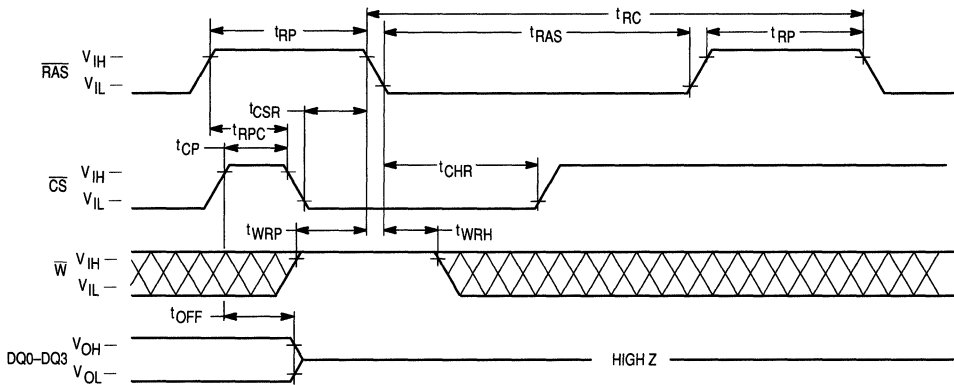 tRC
tRP tRAS tRP
RAS VIH
VIL
tCSR
tRPC
tCP
CS VIH
VIL
tCHR
tWRP tWRH
W VIH
VIL
tOFF
DQ0–DQ3 VOH
VOL
HIGH Z